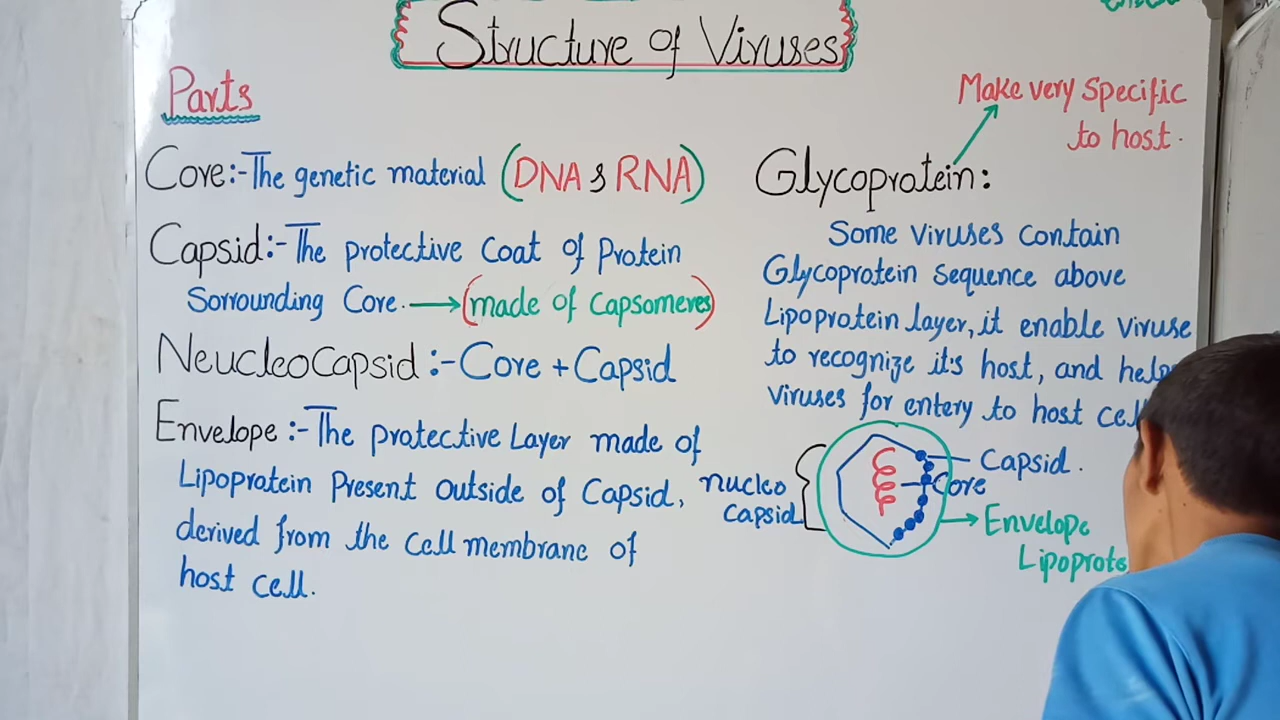 Structure of Viruses
Parts
Core:- The genetic material (DNA & RNA)
Capsid:- The protective Coat of Protein
Sorrounding Core. → (made of Capsomeres)
NeucleoCapsid :- Core + Capsid
Envelope :- The protective Layer made of
Lipoprotein Present outside of Capsid,
derived from the Cell membrane of
host cell.
Make very specific
to host.
Glycoprotein:
Some viruses contain
Glycoprotein sequence above
Lipoprotein layer, it enable viruse
to recognize it's host, and help
viruses for entery to host cell
nucleo
capsid
Capsid.
Core
Envelope
Lipoprote